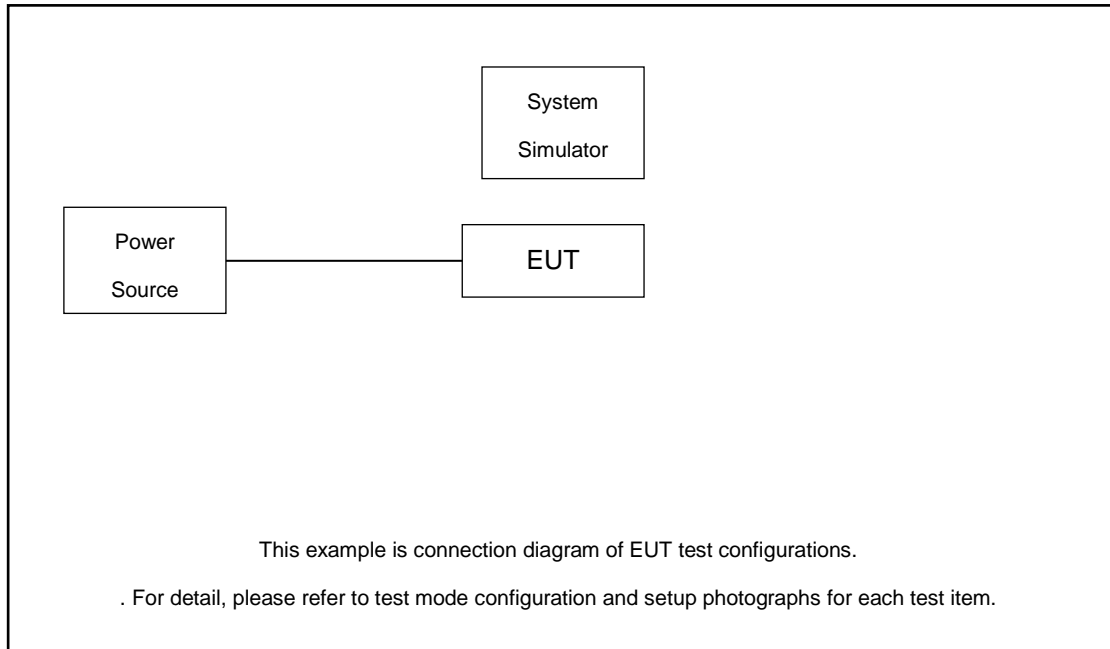 System
Simulator
Power
Source
EUT
This example is connection diagram of EUT test configurations.
. For detail, please refer to test mode configuration and setup photographs for each test item.